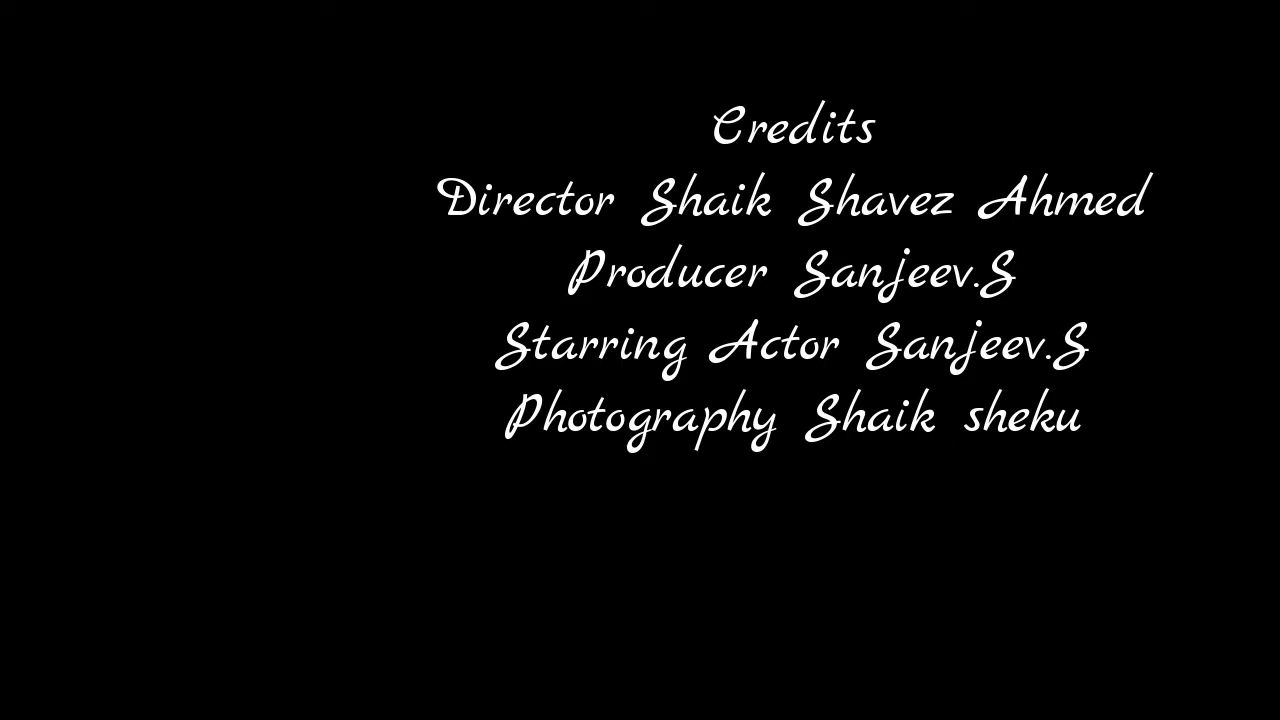 Credits
Director Shaik Shavez Ahmed
Producer Sanjeev.S
Starring Actor Sanjeev.S
Photography Shaik sheku